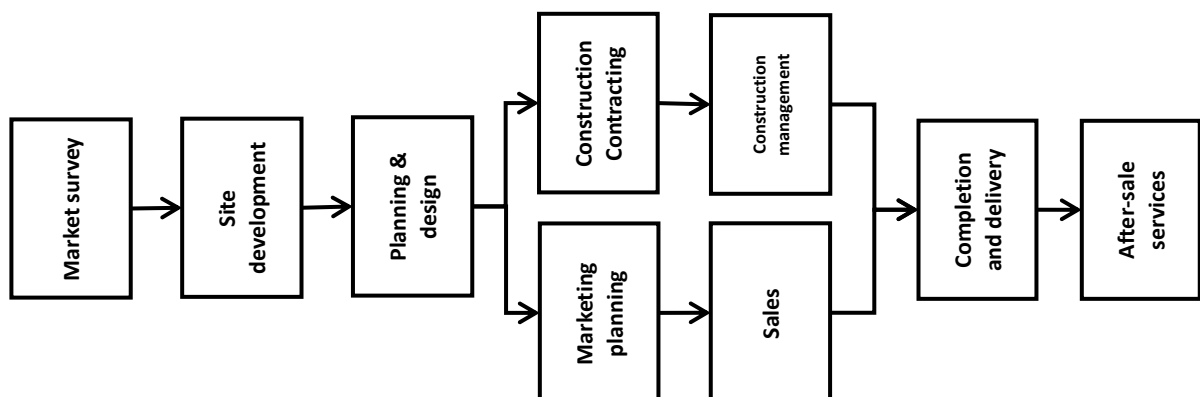 Market survey
Site
development
Planning &
design
Construction
Contracting
Construction
management
Marketing
planning
Sales
Completion
and delivery
After-sale
services